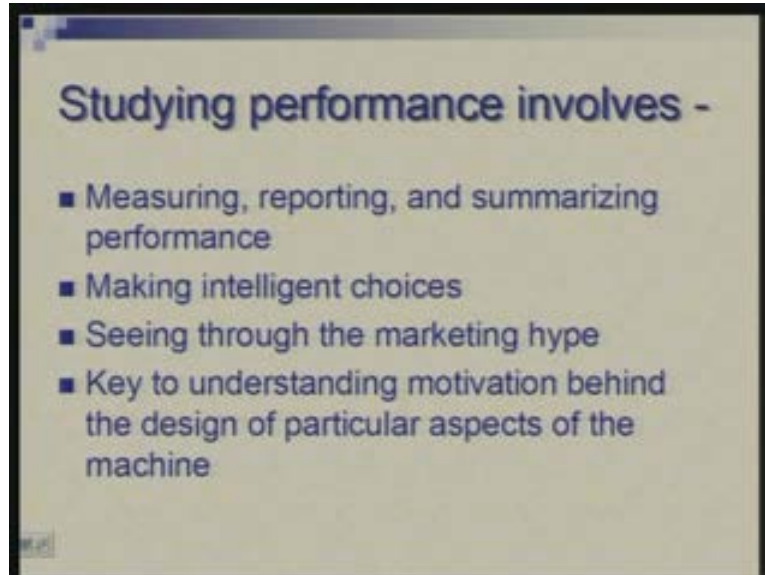 Studying performance involves -
■ Measuring, reporting, and summarizing
performance
■ Making intelligent choices
■ Seeing through the marketing hype
■ Key to understanding motivation behind
the design of particular aspects of the
machine